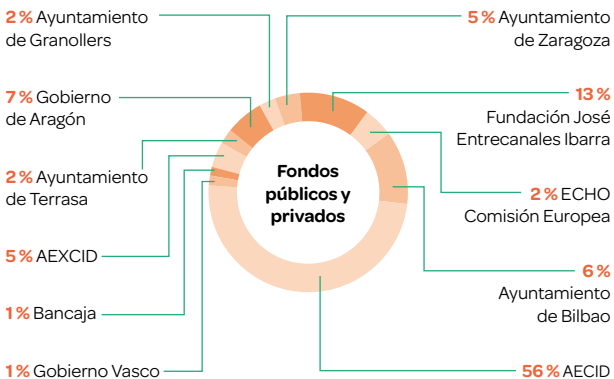 2% Ayuntamiento
de Granollers
7% Gobierno
de Aragón
2% Ayuntamiento
de Terrasa
5% AEXCID
1% Bancaja
1% Gobierno Vasco
Fondos
públicos y
privados
5% Ayuntamiento
de Zaragoza
13%
Fundación José
Entrecanales Ibarra
2% ECHO
Comisión Europea
6%
Ayuntamiento
de Bilbao
56% AECID